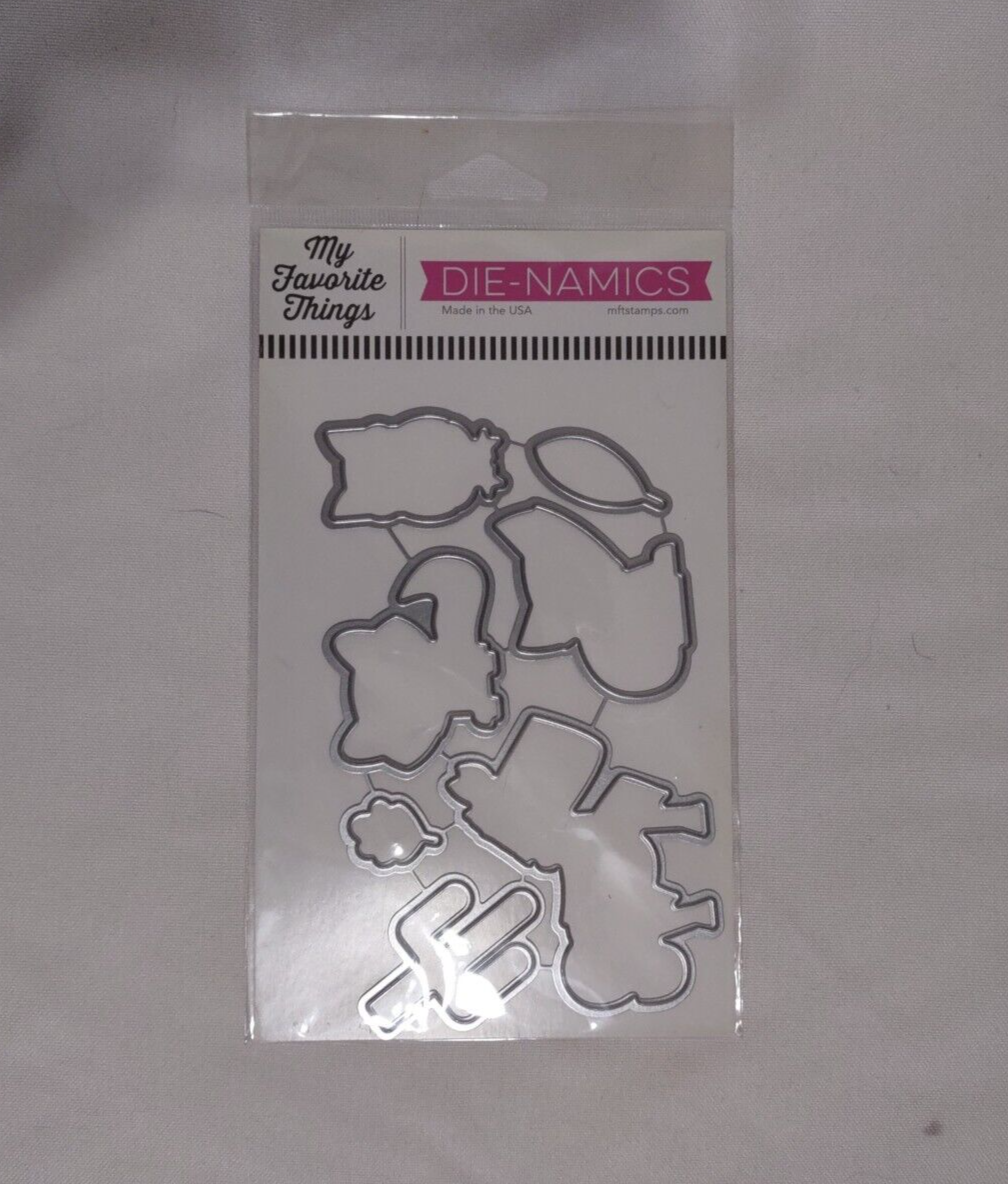 My
Favorite
Things
DIE-NAMICS
Made in the USA
mftstamps.com